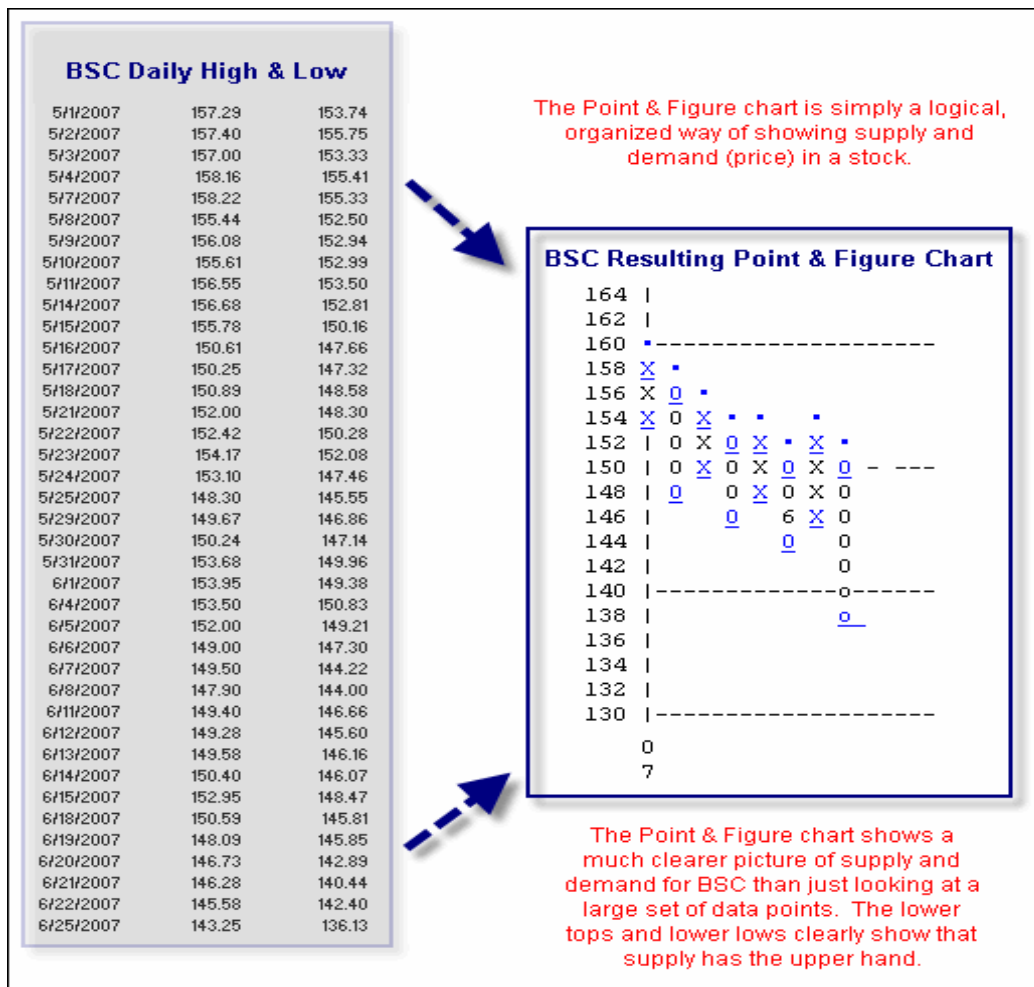 BSC Daily High & Low
5/1/2007 157.29 153.74
5/2/2007 157.40 155.75
5/3/2007 157.00 153.33
5/4/2007 158.16 155.41
5/7/2007 158.22 155.33
5/8/2007 155.44 152.50
5/9/2007 156.08 152.94
5/10/2007 155.61 152.99
5/11/2007 156.55 153.50
5/14/2007 156.68 152.81
5/15/2007 155.78 150.16
5/16/2007 150.61 147.66
5/17/2007 150.25 147.32
5/18/2007 150.89 148.58
5/21/2007 152.00 148.30
5/22/2007 152.42 150.28
5/23/2007 154.17 152.08
5/24/2007 153.10 147.46
5/25/2007 148.30 145.55
5/29/2007 149.67 146.86
5/30/2007 150.24 147.14
5/31/2007 153.68 149.96
6/1/2007 153.95 149.38
6/4/2007 153.50 150.83
6/5/2007 152.00 149.21
6/6/2007 149.00 147.30
6/7/2007 149.50 144.22
6/8/2007 147.90 144.00
6/11/2007 149.40 146.66
6/12/2007 149.28 145.60
6/13/2007 149.58 146.16
6/14/2007 150.40 146.07
6/15/2007 152.95 148.47
6/18/2007 150.59 145.81
6/19/2007 148.09 145.85
6/20/2007 146.73 142.89
6/21/2007 146.28 140.44
6/22/2007 145.58 142.40
6/25/2007 143.25 136.13
The Point & Figure chart is simply a logical,
organized way of showing supply and
demand (price) in a stock.
BSC Resulting Point & Figure Chart
164 |
162 |
160 ▪--------------------
158 X ▪
156 X O ▪
154 X O X ▪ ▪ ▪
152 | O X O X ▪ X ▪
150 | O X O X O X O - ---
148 | O O X O X O
146 | O 6 X O
144 | O O
142 | O
140 |-------------o------
138 | o
136 |
134 |
132 |
130 |--------------------
0
7
The Point & Figure chart shows a
much clearer picture of supply and
demand for BSC than just looking at a
large set of data points. The lower
tops and lower lows clearly show that
supply has the upper hand.